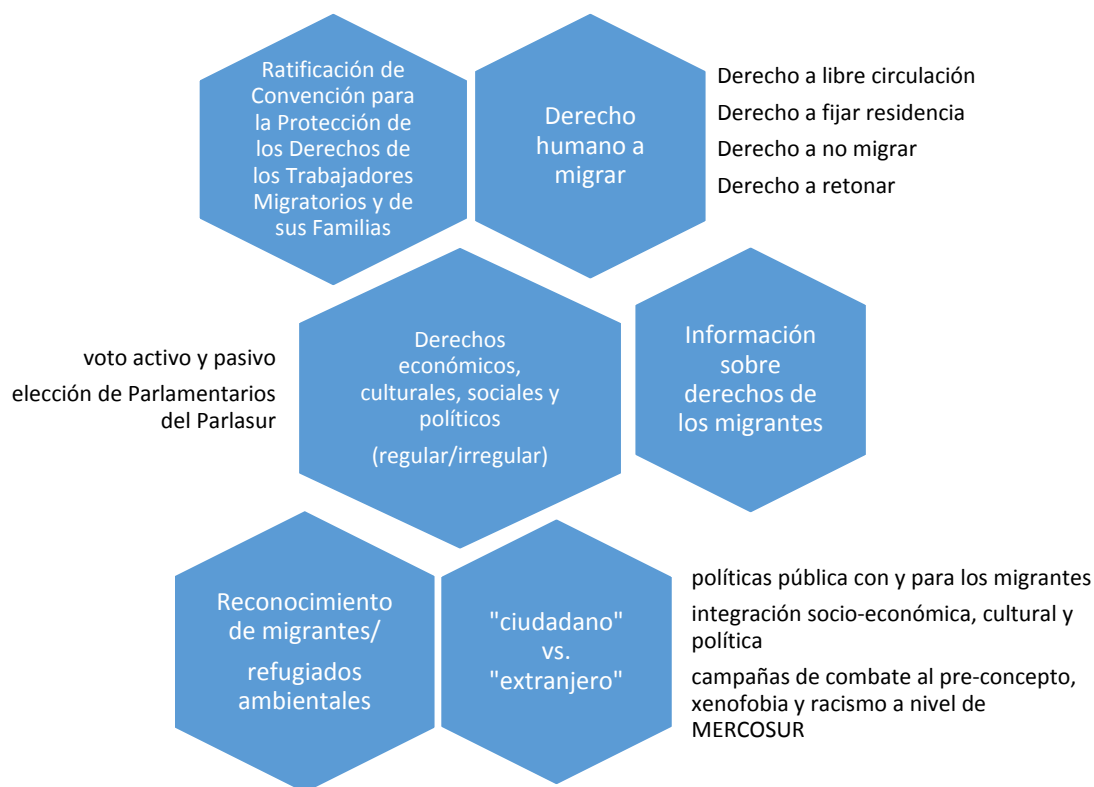 Ratificación de
Convención para
la Protección de
los Derechos de
los Trabajadores
Migratorios y de
sus Familias
Derecho
humano a
migrar
Derecho a libre circulación
Derecho a fijar residencia
Derecho a no migrar
Derecho a retonar
voto activo y pasivo
elección de Parlamentarios
del Parlasur
Derechos
económicos,
culturales, sociales y
políticos
(regular/irregular)
Información
sobre
derechos de
los migrantes
Reconocimiento
de migrantes/
refugiados
ambientales
"ciudadano"
vs.
"extranjero"
políticas pública con y para los migrantes
integración socio-económica, cultural y
política
campañas de combate al pre-concepto,
xenofobia y racismo a nivel de
MERCOSUR